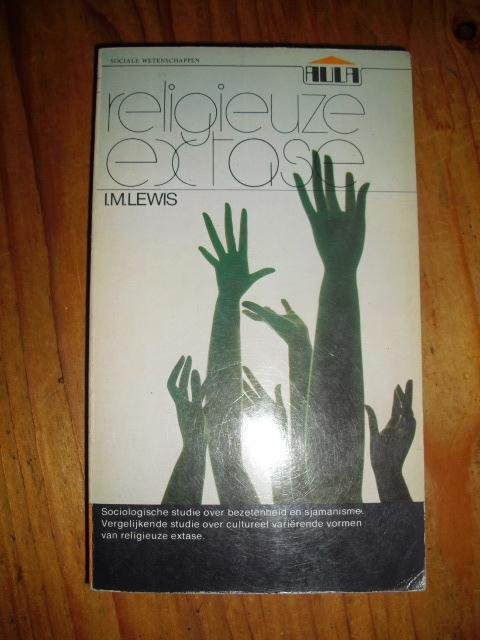 SOCIALE WETENSCHAPPEN
AULA
religieuze
extase
I.M.LEWIS
Sociologische studie over bezetenheid en sjamanisme.
Vergelijkende studie over cultureel variërende vormen
van religieuze extase.